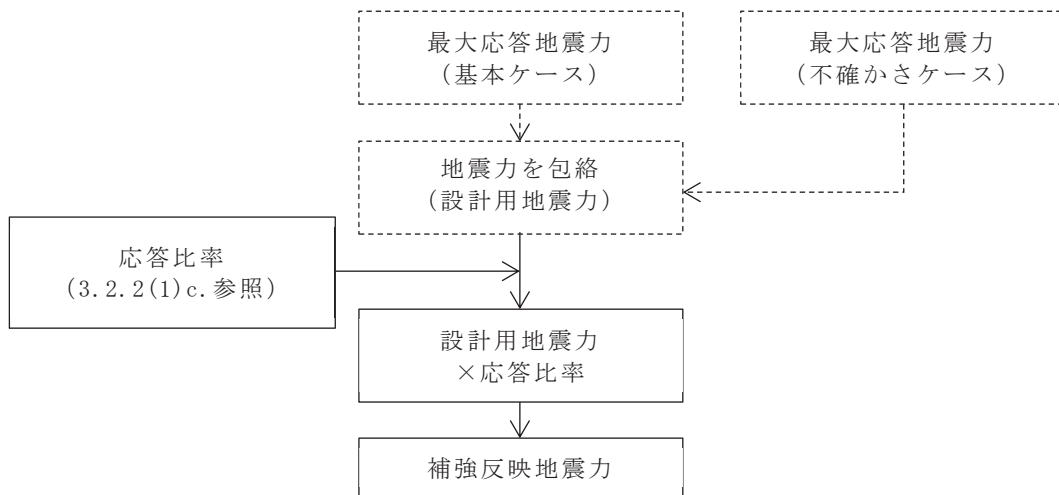 最大応答地震力
(基本ケース)
最大応答地震力
(不確かさケース)
地震力を包絡
(設計用地震力)
応答比率
(3.2.2(1)c.参照)
設計用地震力
×応答比率
補強反映地震力